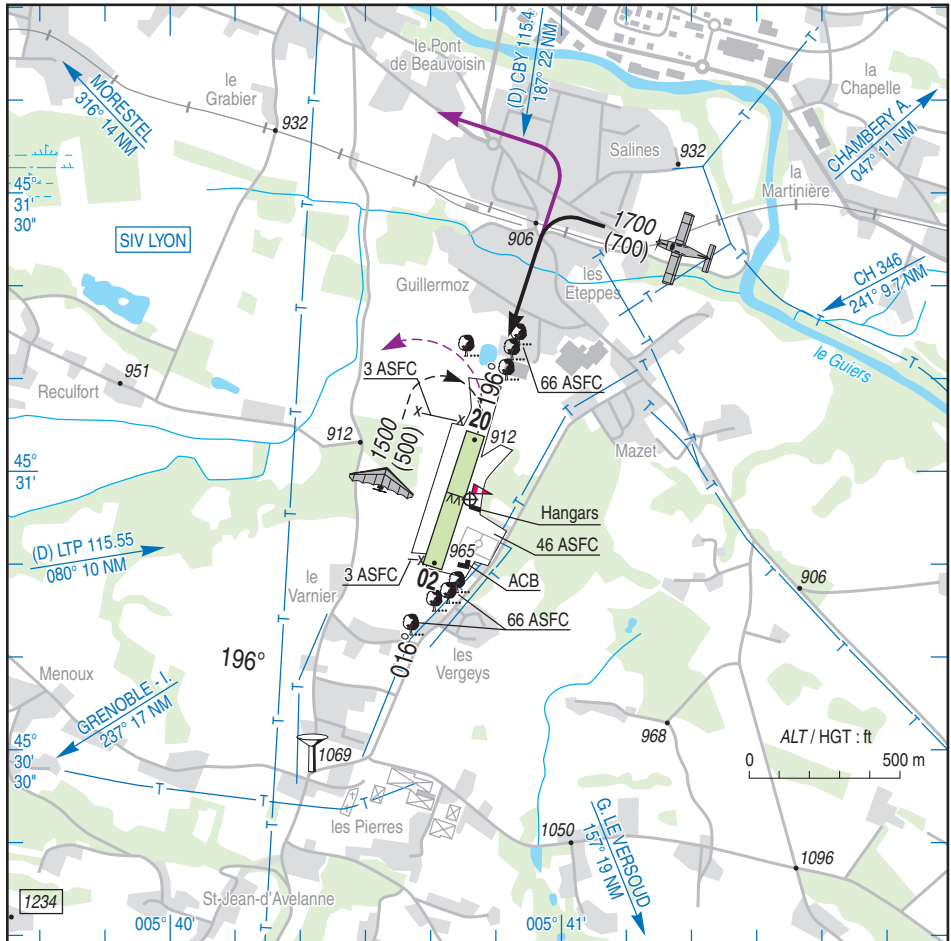 le Pont
de Beauvoisin
(D) CBY 115.4
187° 22 NM
la
Chapelle
le
Grabier
MORESTEL
316° 14 NM
932
Salines
932
CHAMBERY A.
047° 11 NM
la
Martinière
45°
31'
30"
SIV LYON
906
1700
(700)
Guillermoz
les
Eteppes
CH 346
241° 9.7 NM
le Guiers
951
RecULfort
3 ASFC
196°
66 ASFC
20
912
912
1500
(500)
Mazet
45°
31'
Hangars
46 ASFC
(D) LTP 115.55
080° 10 NM
965
ACB
906
le
Varnier
3 ASFC
02
66 ASFC
196°
016°
les
Vergeys
Menoux
GRENOBLE - I.
237° 17 NM
968
ALT / HGT : ft
0
500 m
45°
30'
30"
1069
T
les Pierres
1050
1096
G.LE VERSOUD
157° 19 NM
1234
St-Jean-d'Avelanne
005° 40'
005° 41'